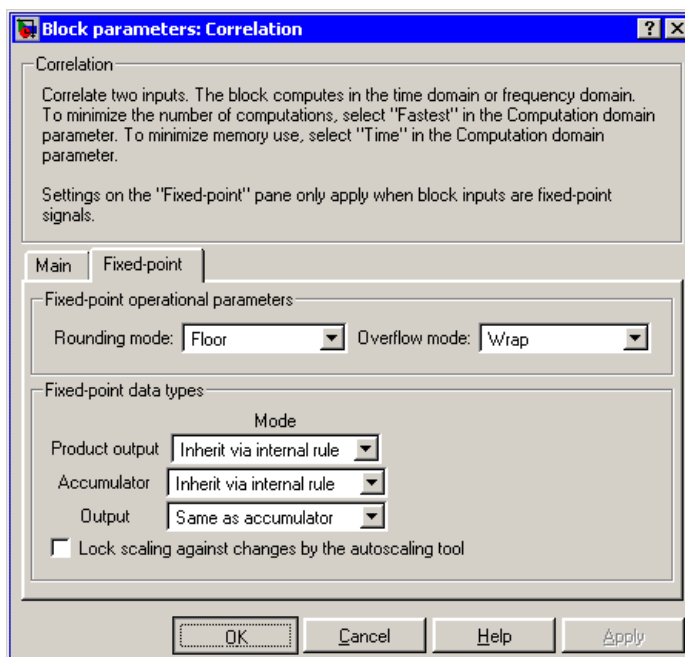 Block parameters: Correlation
Correlation
Correlate two inputs. The block computes in the time domain or frequency domain.
To minimize the number of computations, select "Fastest" in the Computation domain
parameter. To minimize memory use, select "Time" in the Computation domain
parameter.
Settings on the "Fixed-point" pane only apply when block inputs are fixed-point
signals.
Main Fixed-point
Fixed-point operational parameters
Rounding mode: Floor Overflow mode: Wrap
Fixed-point data types
Mode
Product output Inherit via internal rule
Accumulator Inherit via internal rule
Output Same as accumulator
Lock scaling against changes by the autoscaling tool
OK Cancel Help Apply